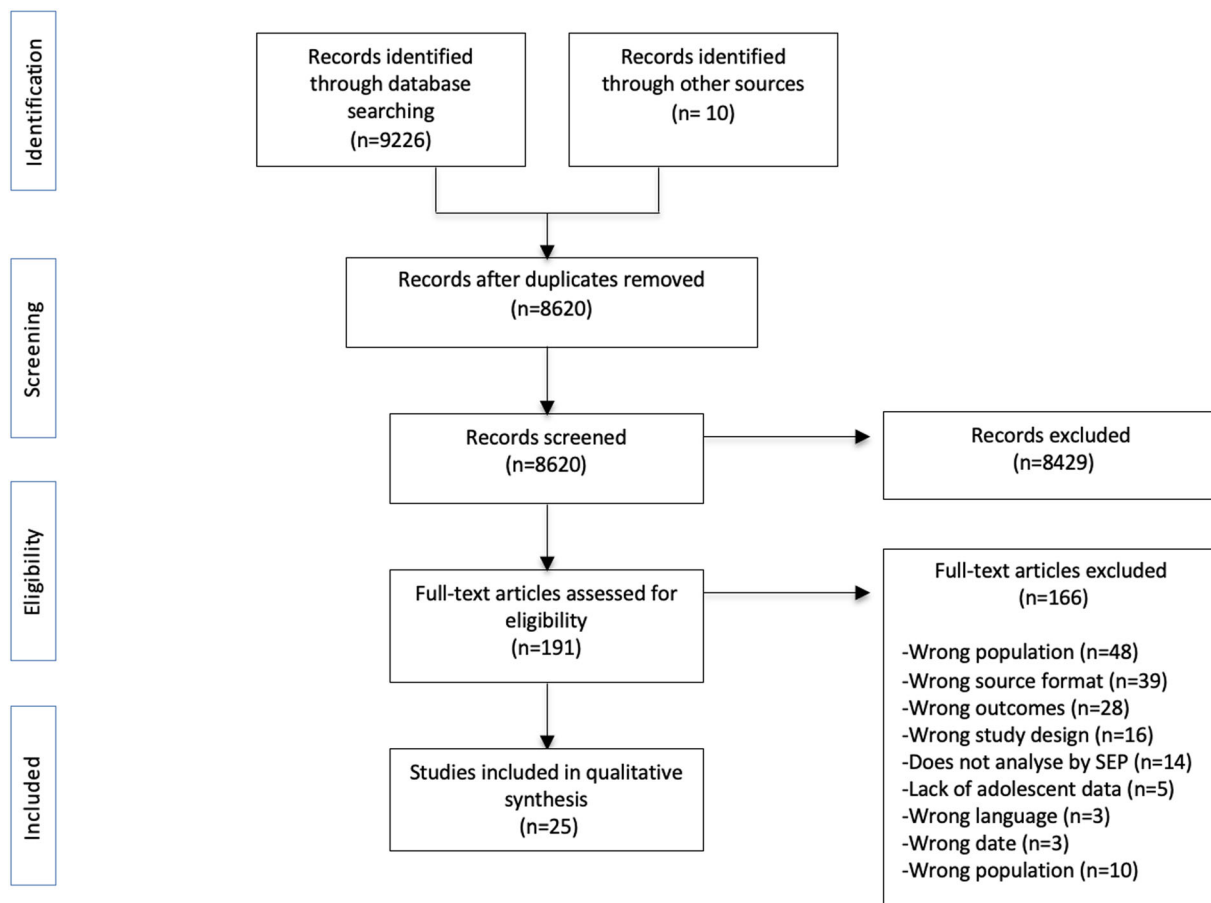 Identification
Records identified
through database
searching
(n=9226)
Records identified
through other sources
(n= 10)
Screening
Records after duplicates removed
(n=8620)
Records screened
(n=8620)
Records excluded
(n=8429)
Eligibility
Full-text articles assessed for
eligibility
(n=191)
Full-text articles excluded
(n=166)
-Wrong population (n=48)
-Wrong source format (n=39)
-Wrong outcomes (n=28)
-Wrong study design (n=16)
-Does not analyse by SEP (n=14)
-Lack of adolescent data (n=5)
-Wrong language (n=3)
-Wrong date (n=3)
-Wrong population (n=10)
Included
Studies included in qualitative
synthesis
(n=25)